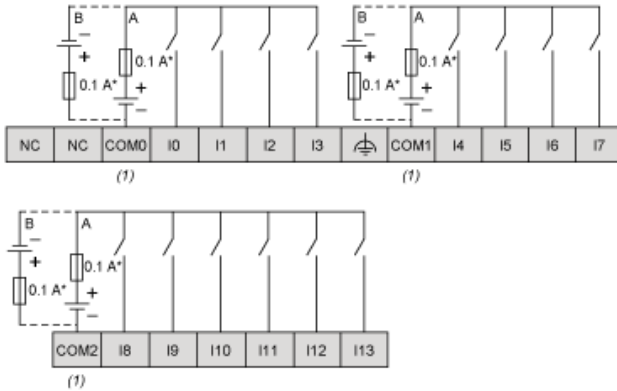 B A B A
0.1 A* 0.1 A* 0.1 A* 0.1 A*
NC NC COM0 I0 I1 I2 I3 COM1 I4 I5 I6 I7
(1) (1)
B A
0.1 A* 0.1 A*
COM2 I8 I9 I10 I11 I12 I13
(1)